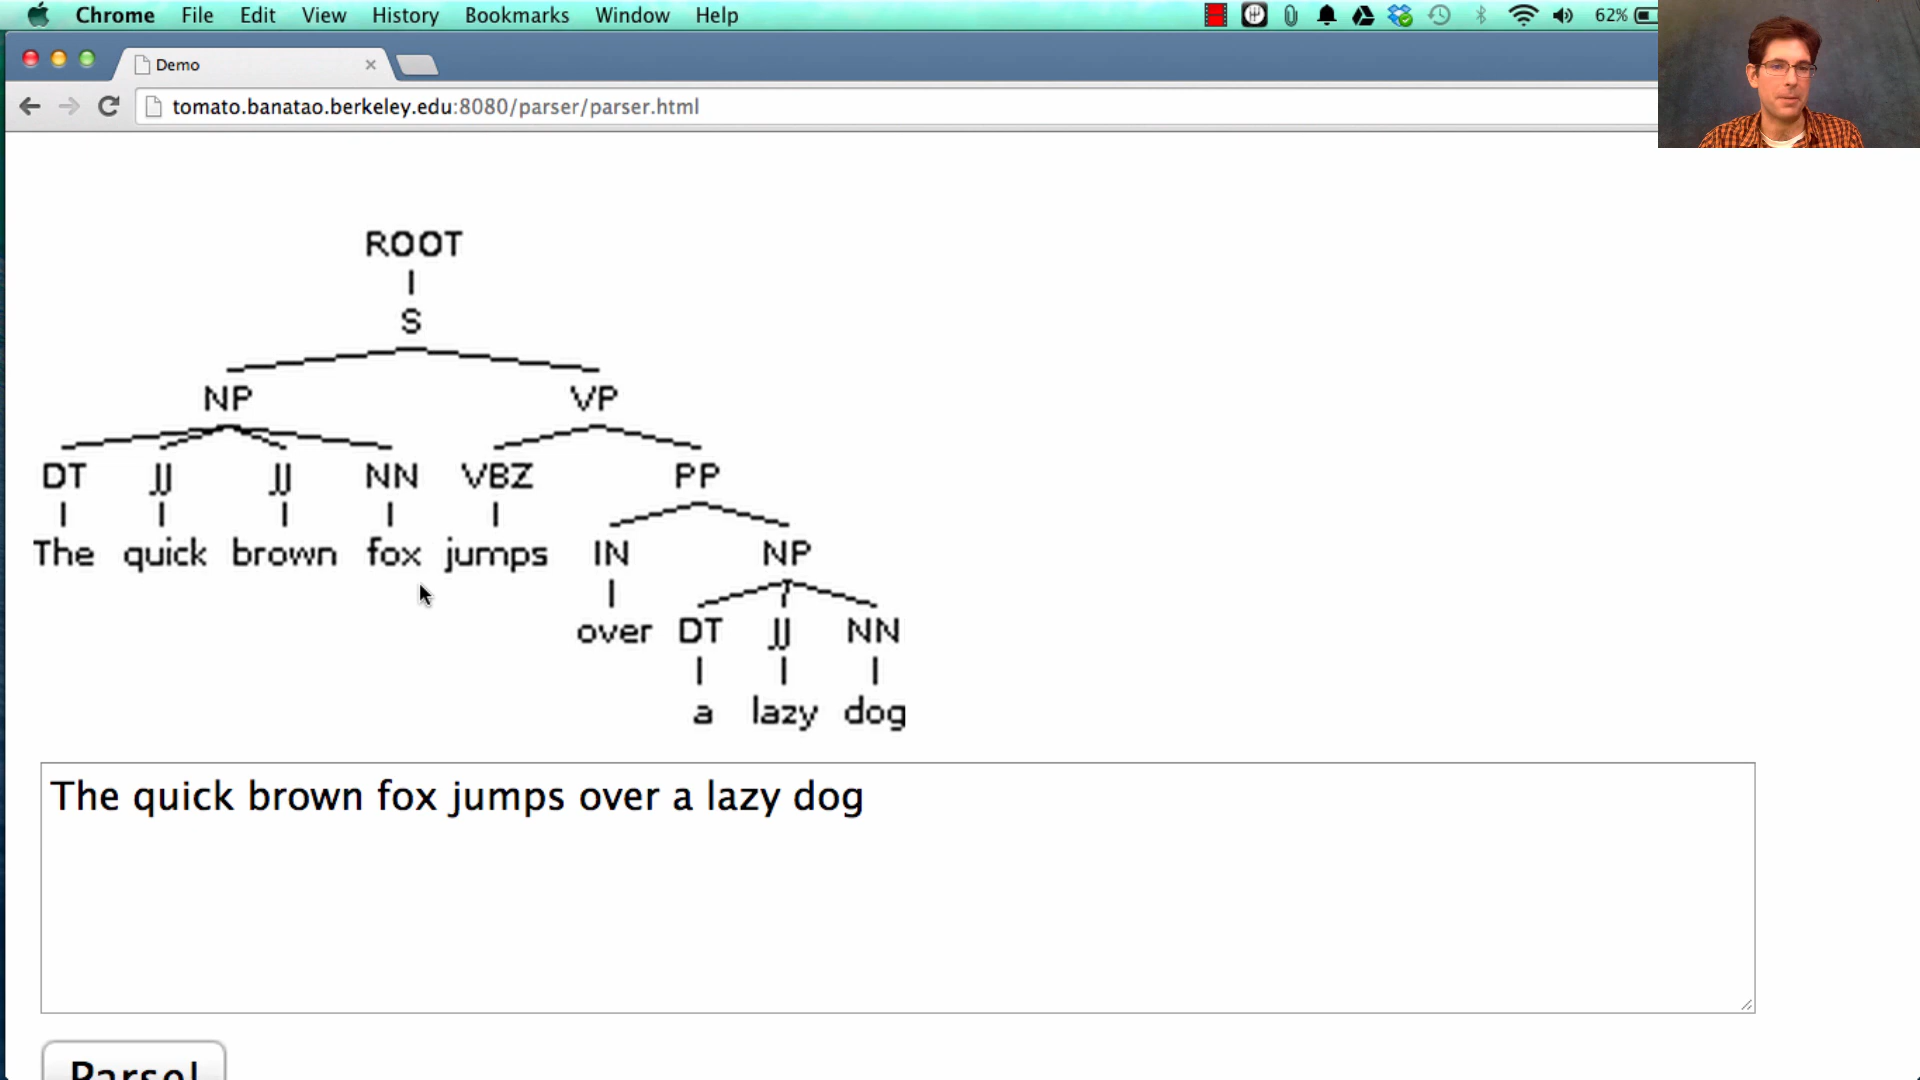 Chrome File Edit View History Bookmarks Window Help 62%
Demo
tomato.banatao.berkeley.edu:8080/parser/parser.html
ROOT
S
NP VP
DT JJ JJ NN VBZ PP
The quick brown fox jumps IN NP
over DT JJ NN
a lazy dog
The quick brown fox jumps over a lazy dog
Parse!